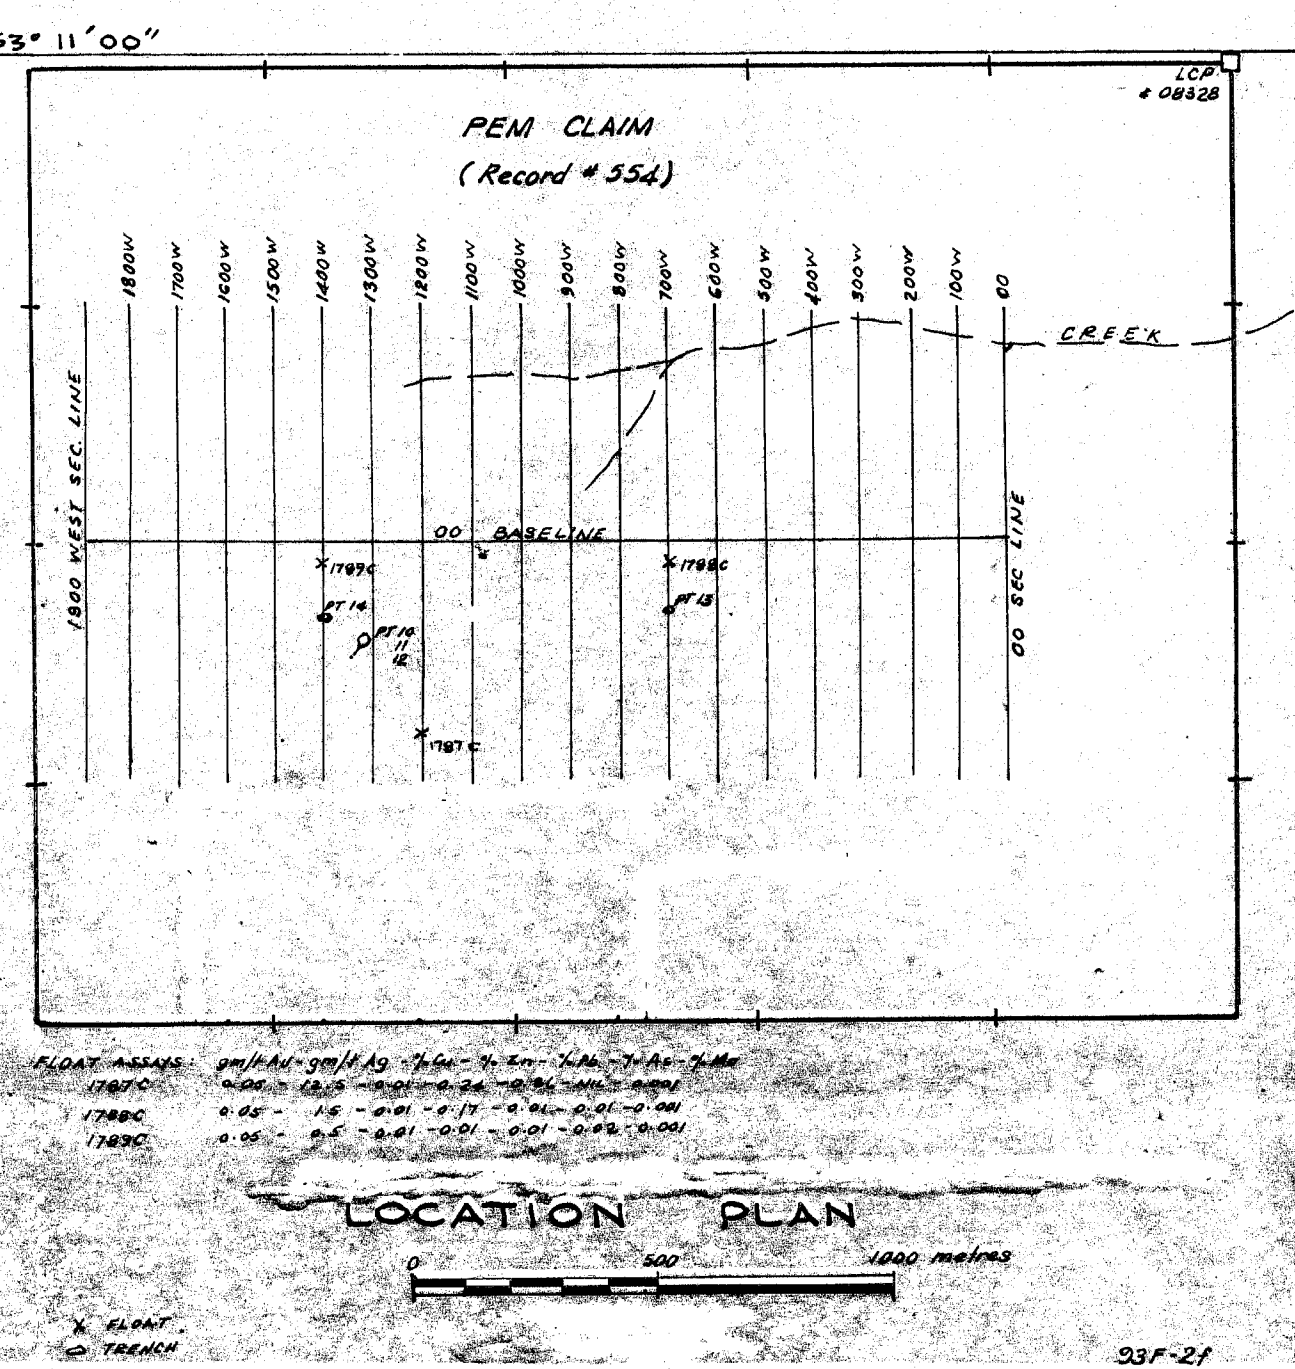 53° 11' 00"
LCP
# 08328
PEM CLAIM
(Record # 554)
1800W
1700W
1600W
1500W
1400W
1300W
1200W
1100W
1000W
900W
800W
700W
600W
500W
400W
300W
200W
100W
00
CREEK
1900 WEST SEC. LINE
00 BASELINE
00 SEC LINE
1789C
1788C
PT 14
PT 13
PT 10
11
12
1787C
FLOAT ASSAYS: gm/t Au - gm/t Ag - % Cu - % Zn - % Pb - % As - % Mo
1787C 0.05 - 12.5 - 0.01 - 0.24 - - Nil - 0.001
1788C 0.05 - 1.5 - 0.01 - 0.17 - 0.01 - 0.01 - 0.001
1789C 0.05 - 0.5 - 0.01 - 0.01 - 0.01 - 0.02 - 0.001
LOCATION PLAN
0 500 1000 metres
X FLOAT
TRENCH
93F-2f